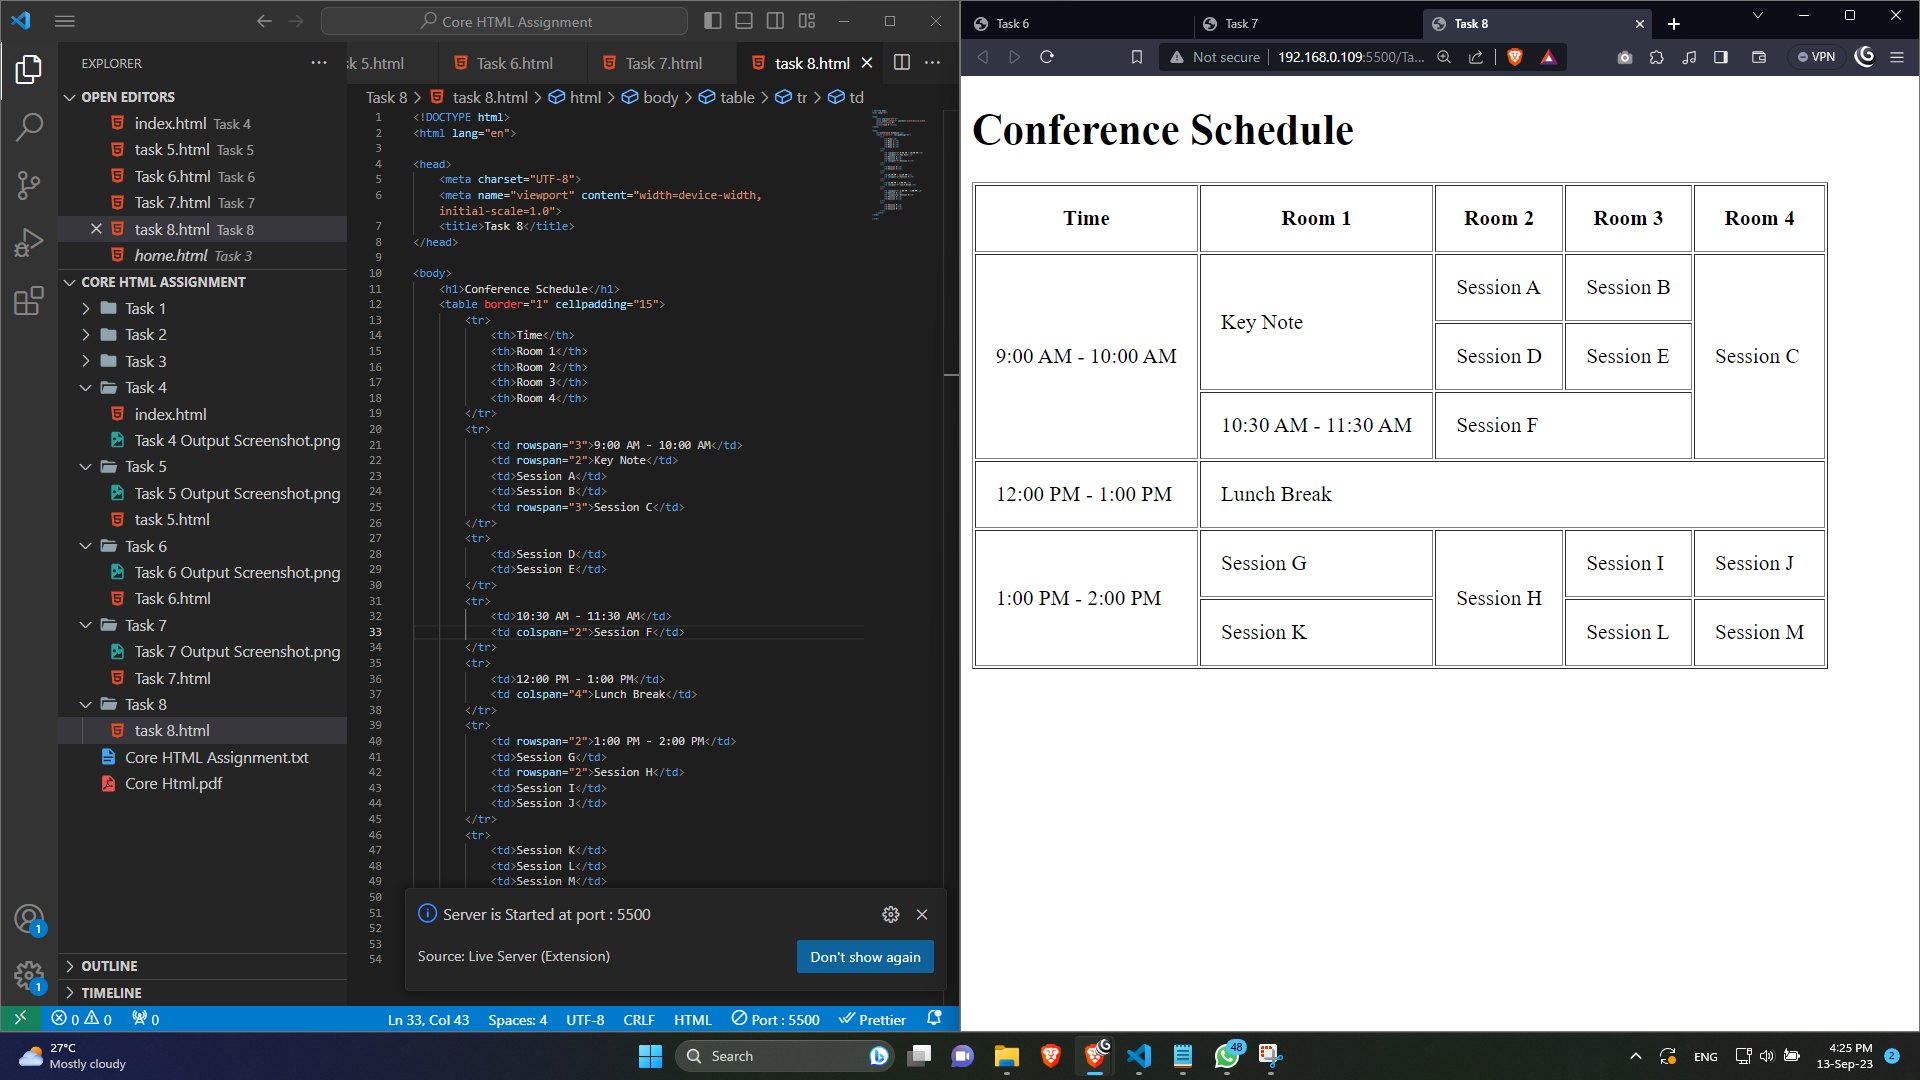 Core HTML Assignment
EXPLORER
OPEN EDITORS
index.html Task 4
task 5.html Task 5
Task 6.html Task 6
Task 7.html Task 7
task 8.html Task 8
home.html Task 3
CORE HTML ASSIGNMENT
Task 1
Task 2
Task 3
Task 4
index.html
Task 4 Output Screenshot.png
Task 5
Task 5 Output Screenshot.png
task 5.html
Task 6
Task 6 Output Screenshot.png
Task 6.html
Task 7
Task 7 Output Screenshot.png
Task 7.html
Task 8
task 8.html
Core HTML Assignment.txt
Core Html.pdf
OUTLINE
TIMELINE
1
1
sk 5.html Task 6.html Task 7.html task 8.html
Task 8 > task 8.html > html > body > table > tr > td
1 <!DOCTYPE html>
2 <html lang="en">
3
4 <head>
5 <meta charset="UTF-8">
6 <meta name="viewport" content="width=device-width,
initial-scale=1.0">
7 <title>Task 8</title>
8 </head>
9
10 <body>
11 <h1>Conference Schedule</h1>
12 <table border="1" cellpadding="15">
13 <tr>
14 <th>Time</th>
15 <th>Room 1</th>
16 <th>Room 2</th>
17 <th>Room 3</th>
18 <th>Room 4</th>
19 </tr>
20 <tr>
21 <td rowspan="3">9:00 AM - 10:00 AM</td>
22 <td rowspan="2">Key Note</td>
23 <td>Session A</td>
24 <td>Session B</td>
25 <td rowspan="3">Session C</td>
26 </tr>
27 <tr>
28 <td>Session D</td>
29 <td>Session E</td>
30 </tr>
31 <tr>
32 <td>10:30 AM - 11:30 AM</td>
33 <td colspan="2">Session F</td>
34 </tr>
35 <tr>
36 <td>12:00 PM - 1:00 PM</td>
37 <td colspan="4">Lunch Break</td>
38 </tr>
39 <tr>
40 <td rowspan="2">1:00 PM - 2:00 PM</td>
41 <td>Session G</td>
42 <td rowspan="2">Session H</td>
43 <td>Session I</td>
44 <td>Session J</td>
45 </tr>
46 <tr>
47 <td>Session K</td>
48 <td>Session L</td>
49 <td>Session M</td>
50
51
52
53
54
Server is Started at port : 5500
Source: Live Server (Extension)
Don't show again
0 0 0 Ln 33, Col 43 Spaces: 4 UTF-8 CRLF HTML Port : 5500 Prettier
Task 6 Task 7 Task 8
Not secure 192.168.0.109:5500/Ta... VPN
Conference Schedule
Time Room 1 Room 2 Room 3 Room 4
9:00 AM - 10:00 AM Key Note Session A Session B Session C
Session D Session E
10:30 AM - 11:30 AM Session F
12:00 PM - 1:00 PM Lunch Break
1:00 PM - 2:00 PM Session G Session H Session I Session J
Session K Session L Session M
27°C
Mostly cloudy
Search
48
ENG
4:25 PM
13-Sep-23
2